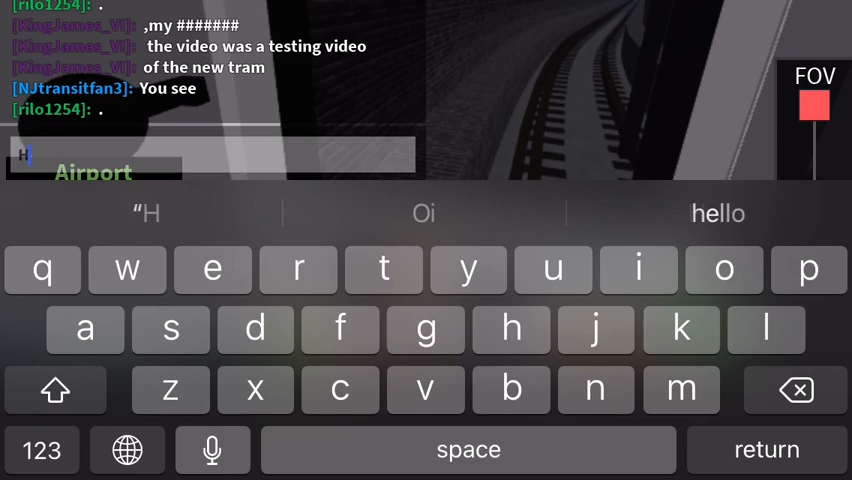 [rilo1254]: .
[KingJames_VI]: ,my #######
[KingJames_VI]: the video was a testing video
[KingJames_VI]: of the new tram
[NJtransitfan3]: You see
[rilo1254]: .
FOV
H
Airport
“H Oi hello
q w e r t y u i o p
a s d f g h j k l
z x c v b n m
123 space return